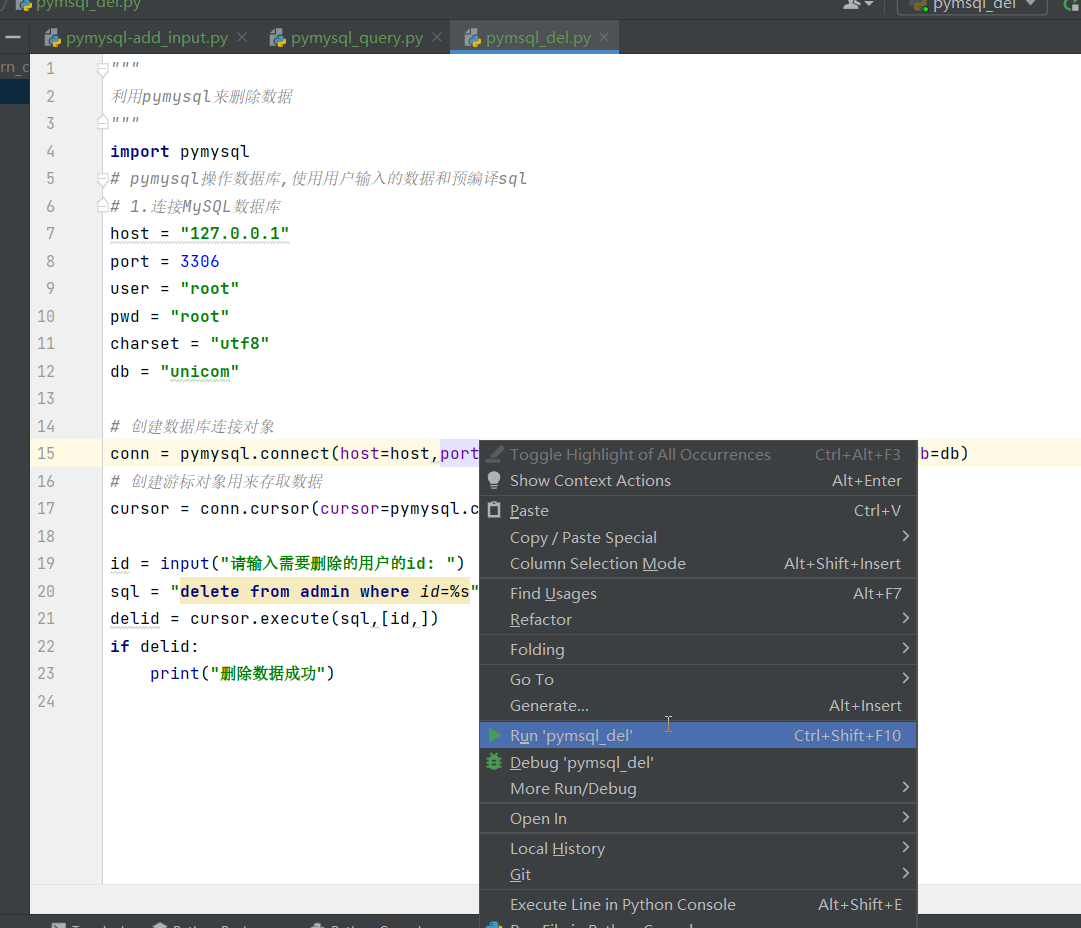 pymsql_del.py
pymsql_del
pymysql-add_input.py
pymysql_query.py
pymsql_del.py
rn_c
1 """
2 利用pymysql来删除数据
3 """
4 import pymysql
5 # pymysql操作数据库,使用用户输入的数据和预编译sql
6 # 1.连接MySQL数据库
7 host = "127.0.0.1"
8 port = 3306
9 user = "root"
10 pwd = "root"
11 charset = "utf8"
12 db = "unicom"
13
14 # 创建数据库连接对象
15 conn = pymysql.connect(host=host,port b=db)
16 # 创建游标对象用来存取数据
17 cursor = conn.cursor(cursor=pymysql.c
18
19 id = input("请输入需要删除的用户的id: ")
20 sql = "delete from admin where id=%s"
21 delid = cursor.execute(sql,[id,])
22 if delid:
23 print("删除数据成功")
24
Toggle Highlight of All Occurrences Ctrl+Alt+F3
Show Context Actions Alt+Enter
Paste Ctrl+V
Copy / Paste Special
Column Selection Mode Alt+Shift+Insert
Find Usages Alt+F7
Refactor
Folding
Go To
Generate... Alt+Insert
Run 'pymsql_del' Ctrl+Shift+F10
Debug 'pymsql_del'
More Run/Debug
Open In
Local History
Git
Execute Line in Python Console Alt+Shift+E